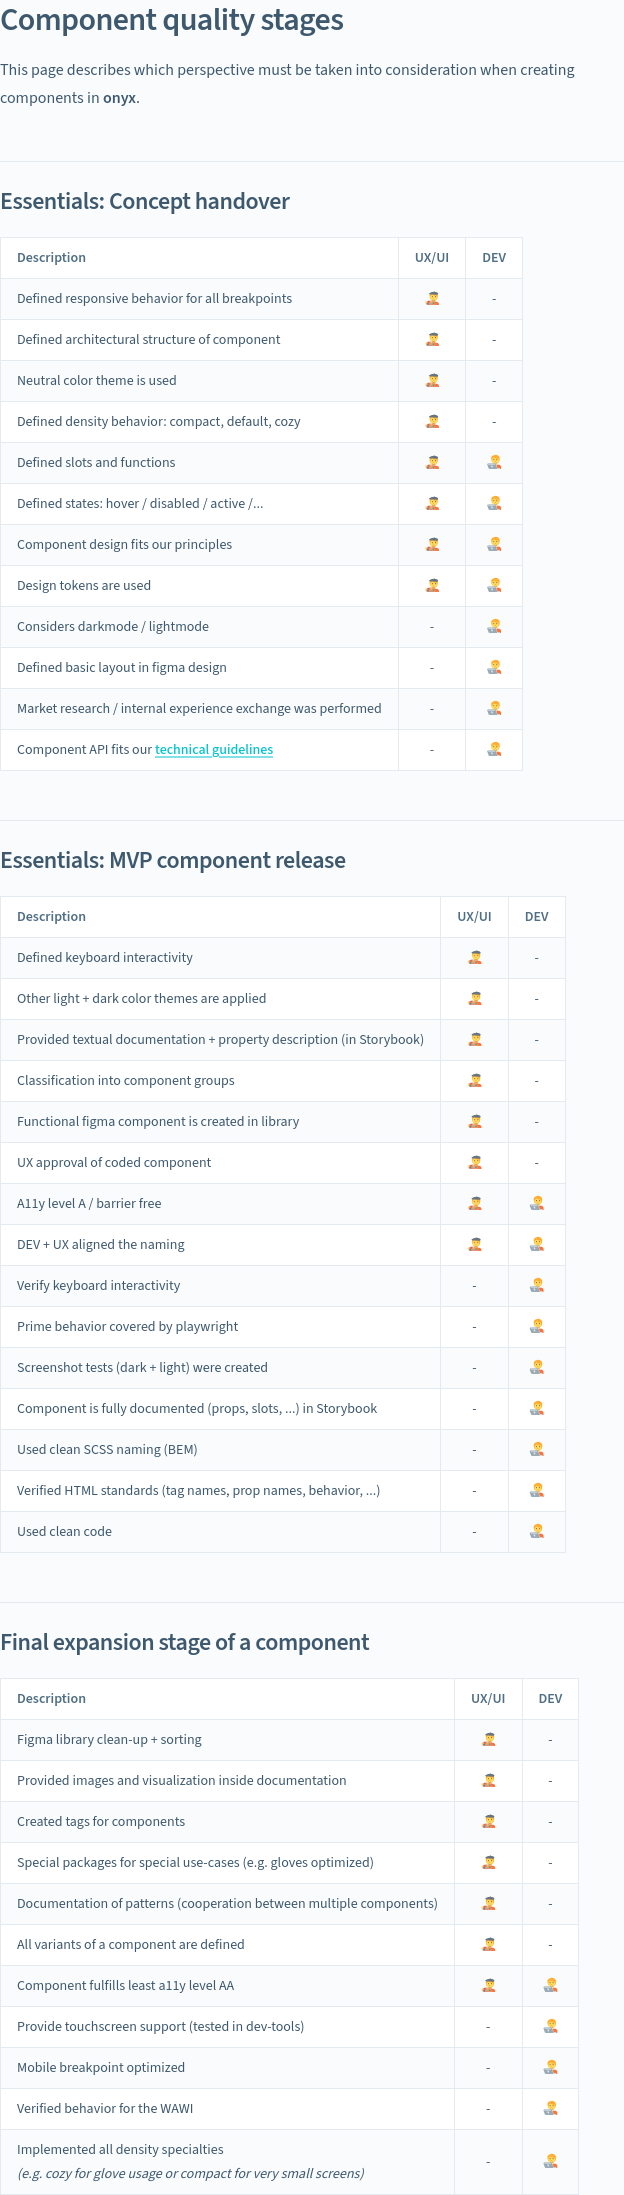 Component quality stages
This page describes which perspective must be taken into consideration when creating
components in onyx.
Essentials: Concept handover
Description UX/UI DEV
Defined responsive behavior for all breakpoints 👨‍🎨 -
Defined architectural structure of component 👨‍🎨 -
Neutral color theme is used 👨‍🎨 -
Defined density behavior: compact, default, cozy 👨‍🎨 -
Defined slots and functions 👨‍🎨 🧑‍💻
Defined states: hover / disabled / active /... 👨‍🎨 🧑‍💻
Component design fits our principles 👨‍🎨 🧑‍💻
Design tokens are used 👨‍🎨 🧑‍💻
Considers darkmode / lightmode - 🧑‍💻
Defined basic layout in figma design - 🧑‍💻
Market research / internal experience exchange was performed - 🧑‍💻
Component API fits our technical guidelines - 🧑‍💻
Essentials: MVP component release
Description UX/UI DEV
Defined keyboard interactivity 👨‍🎨 -
Other light + dark color themes are applied 👨‍🎨 -
Provided textual documentation + property description (in Storybook) 👨‍🎨 -
Classification into component groups 👨‍🎨 -
Functional figma component is created in library 👨‍🎨 -
UX approval of coded component 👨‍🎨 -
A11y level A / barrier free 👨‍🎨 🧑‍💻
DEV + UX aligned the naming 👨‍🎨 🧑‍💻
Verify keyboard interactivity - 🧑‍💻
Prime behavior covered by playwright - 🧑‍💻
Screenshot tests (dark + light) were created - 🧑‍💻
Component is fully documented (props, slots, ...) in Storybook - 🧑‍💻
Used clean SCSS naming (BEM) - 🧑‍💻
Verified HTML standards (tag names, prop names, behavior, ...) - 🧑‍💻
Used clean code - 🧑‍💻
Final expansion stage of a component
Description UX/UI DEV
Figma library clean-up + sorting 👨‍🎨 -
Provided images and visualization inside documentation 👨‍🎨 -
Created tags for components 👨‍🎨 -
Special packages for special use-cases (e.g. gloves optimized) 👨‍🎨 -
Documentation of patterns (cooperation between multiple components) 👨‍🎨 -
All variants of a component are defined 👨‍🎨 -
Component fulfills least a11y level AA 👨‍🎨 🧑‍💻
Provide touchscreen support (tested in dev-tools) - 🧑‍💻
Mobile breakpoint optimized - 🧑‍💻
Verified behavior for the WAWI - 🧑‍💻
Implemented all density specialties
(e.g. cozy for glove usage or compact for very small screens) - 🧑‍💻